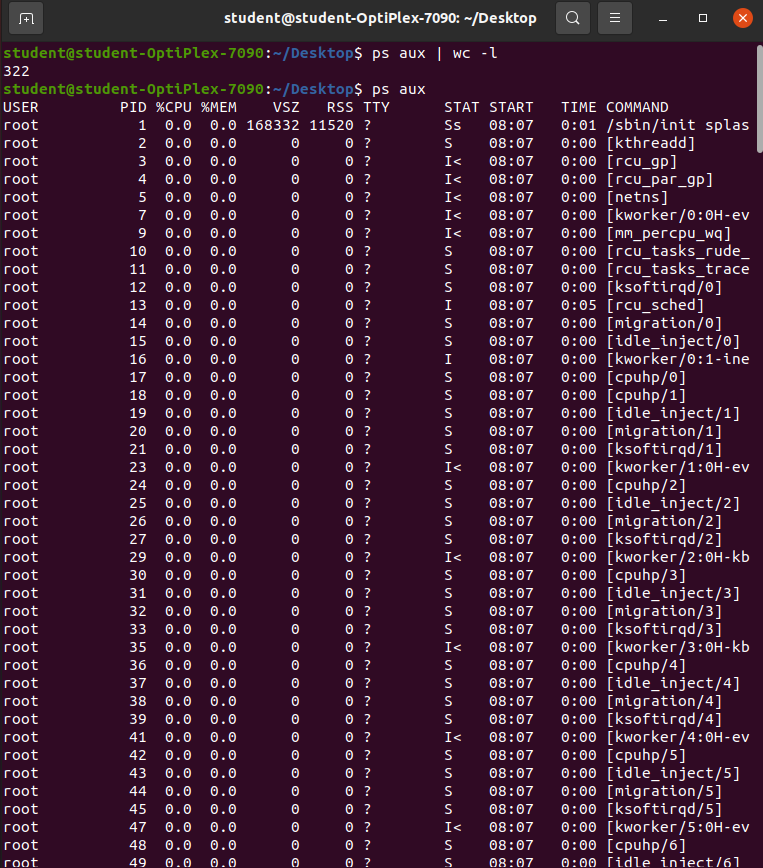 student@student-OptiPlex-7090: ~/Desktop
student@student-OptiPlex-7090:~/Desktop$ ps aux | wc -l
322
student@student-OptiPlex-7090:~/Desktop$ ps aux
USER         PID %CPU %MEM    VSZ   RSS TTY      STAT START   TIME COMMAND
root           1  0.0  0.0 168332 11520 ?        Ss   08:07   0:01 /sbin/init splas
root           2  0.0  0.0      0     0 ?        S    08:07   0:00 [kthreadd]
root           3  0.0  0.0      0     0 ?        I<   08:07   0:00 [rcu_gp]
root           4  0.0  0.0      0     0 ?        I<   08:07   0:00 [rcu_par_gp]
root           5  0.0  0.0      0     0 ?        I<   08:07   0:00 [netns]
root           7  0.0  0.0      0     0 ?        I<   08:07   0:00 [kworker/0:0H-ev
root           9  0.0  0.0      0     0 ?        I<   08:07   0:00 [mm_percpu_wq]
root          10  0.0  0.0      0     0 ?        S    08:07   0:00 [rcu_tasks_rude_
root          11  0.0  0.0      0     0 ?        S    08:07   0:00 [rcu_tasks_trace
root          12  0.0  0.0      0     0 ?        S    08:07   0:00 [ksoftirqd/0]
root          13  0.0  0.0      0     0 ?        I    08:07   0:05 [rcu_sched]
root          14  0.0  0.0      0     0 ?        S    08:07   0:00 [migration/0]
root          15  0.0  0.0      0     0 ?        S    08:07   0:00 [idle_inject/0]
root          16  0.0  0.0      0     0 ?        I    08:07   0:00 [kworker/0:1-ine
root          17  0.0  0.0      0     0 ?        S    08:07   0:00 [cpuhp/0]
root          18  0.0  0.0      0     0 ?        S    08:07   0:00 [cpuhp/1]
root          19  0.0  0.0      0     0 ?        S    08:07   0:00 [idle_inject/1]
root          20  0.0  0.0      0     0 ?        S    08:07   0:00 [migration/1]
root          21  0.0  0.0      0     0 ?        S    08:07   0:00 [ksoftirqd/1]
root          23  0.0  0.0      0     0 ?        I<   08:07   0:00 [kworker/1:0H-ev
root          24  0.0  0.0      0     0 ?        S    08:07   0:00 [cpuhp/2]
root          25  0.0  0.0      0     0 ?        S    08:07   0:00 [idle_inject/2]
root          26  0.0  0.0      0     0 ?        S    08:07   0:00 [migration/2]
root          27  0.0  0.0      0     0 ?        S    08:07   0:00 [ksoftirqd/2]
root          29  0.0  0.0      0     0 ?        I<   08:07   0:00 [kworker/2:0H-kb
root          30  0.0  0.0      0     0 ?        S    08:07   0:00 [cpuhp/3]
root          31  0.0  0.0      0     0 ?        S    08:07   0:00 [idle_inject/3]
root          32  0.0  0.0      0     0 ?        S    08:07   0:00 [migration/3]
root          33  0.0  0.0      0     0 ?        S    08:07   0:00 [ksoftirqd/3]
root          35  0.0  0.0      0     0 ?        I<   08:07   0:00 [kworker/3:0H-kb
root          36  0.0  0.0      0     0 ?        S    08:07   0:00 [cpuhp/4]
root          37  0.0  0.0      0     0 ?        S    08:07   0:00 [idle_inject/4]
root          38  0.0  0.0      0     0 ?        S    08:07   0:00 [migration/4]
root          39  0.0  0.0      0     0 ?        S    08:07   0:00 [ksoftirqd/4]
root          41  0.0  0.0      0     0 ?        I<   08:07   0:00 [kworker/4:0H-ev
root          42  0.0  0.0      0     0 ?        S    08:07   0:00 [cpuhp/5]
root          43  0.0  0.0      0     0 ?        S    08:07   0:00 [idle_inject/5]
root          44  0.0  0.0      0     0 ?        S    08:07   0:00 [migration/5]
root          45  0.0  0.0      0     0 ?        S    08:07   0:00 [ksoftirqd/5]
root          47  0.0  0.0      0     0 ?        I<   08:07   0:00 [kworker/5:0H-ev
root          48  0.0  0.0      0     0 ?        S    08:07   0:00 [cpuhp/6]
root          49  0.0  0.0      0     0 ?        S    08:07   0:00 [idle_inject/6]